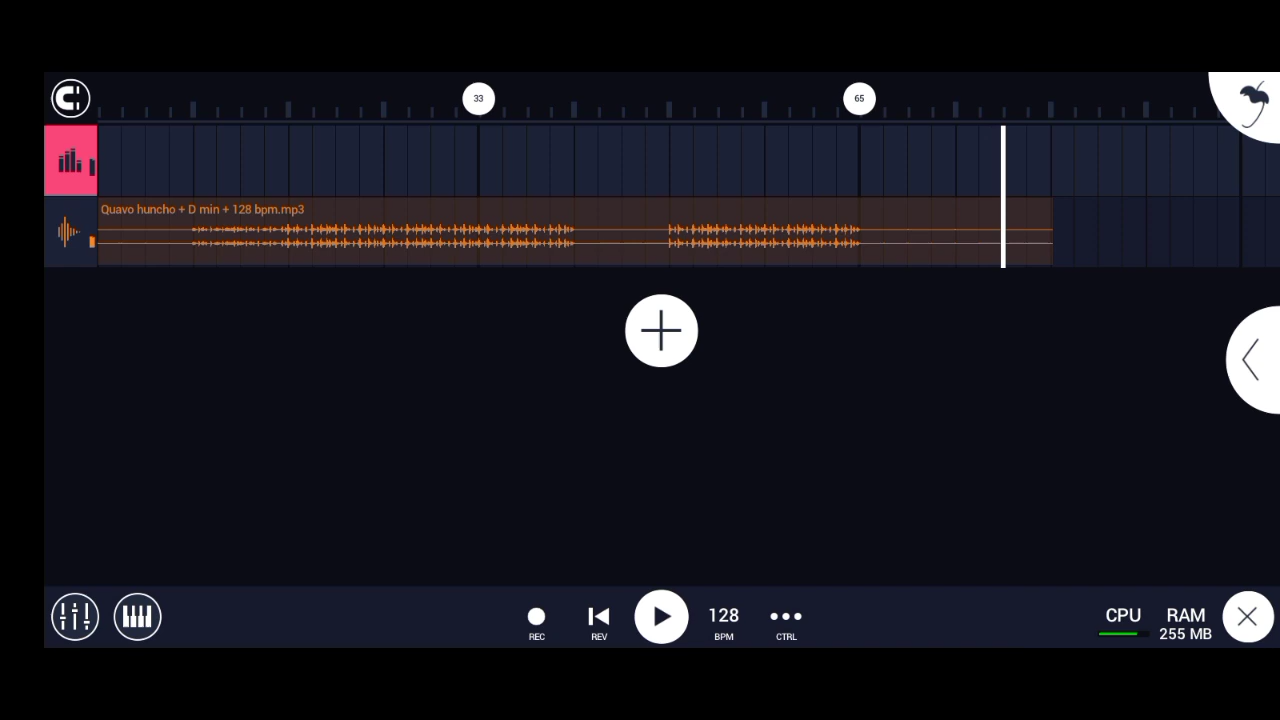 33
65
Quavo huncho + D min + 128 bpm.mp3
REC
REV
128
BPM
CTRL
CPU
RAM
255 MB